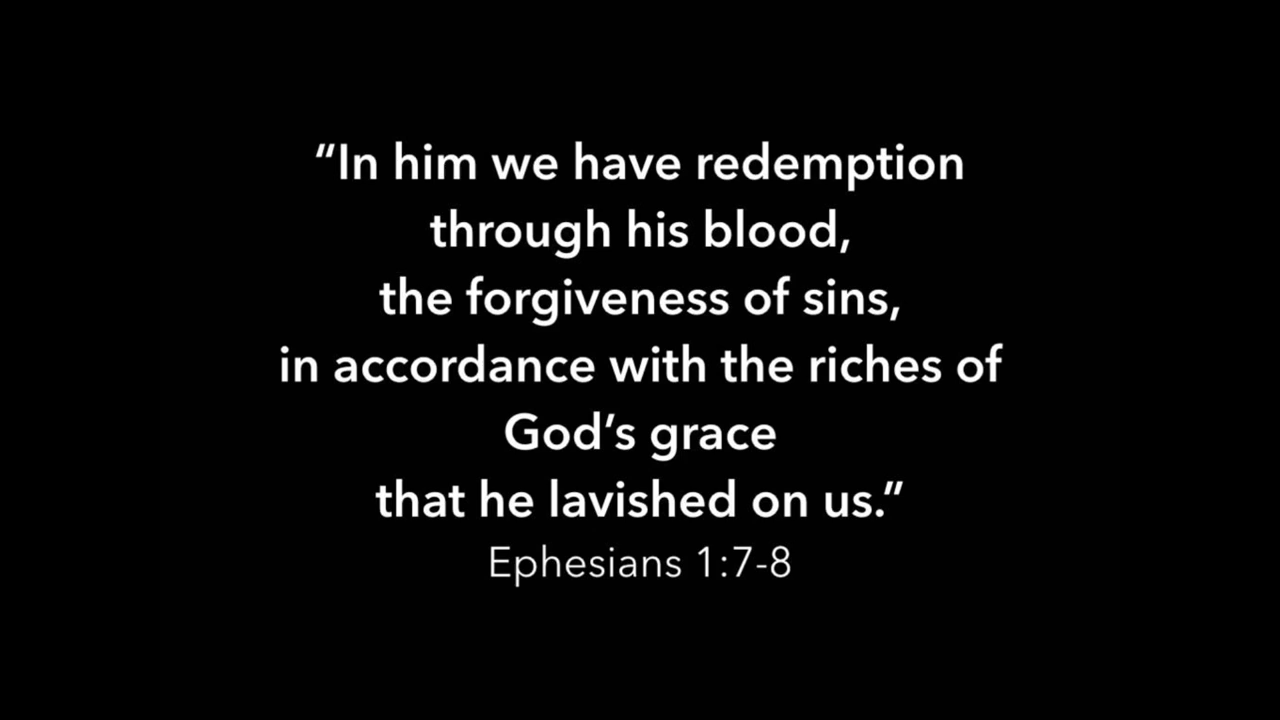 “In him we have redemption
through his blood,
the forgiveness of sins,
in accordance with the riches of
God’s grace
that he lavished on us.”
Ephesians 1:7-8